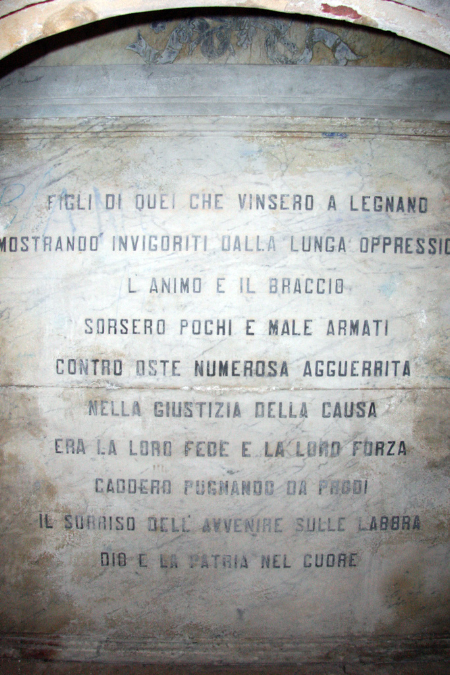 FIGLI DI QUEI CHE VINSERO A LEGNANO
MOSTRANDO INVIGORITI DALLA LUNGA OPPRESSIO
L ANIMO E IL BRACCIO
SORSERO POCHI E MALE ARMATI
CONTRO OSTE NUMEROSA AGGUERRITA
NELLA GIUSTIZIA DELLA CAUSA
ERA LA LORO FEDE E LA LORO FORZA
CADDERO PUGNANDO DA PRODI
IL SORRISO DELL AVVENIRE SULLE LABBRA
DIO E LA PATRIA NEL CUORE